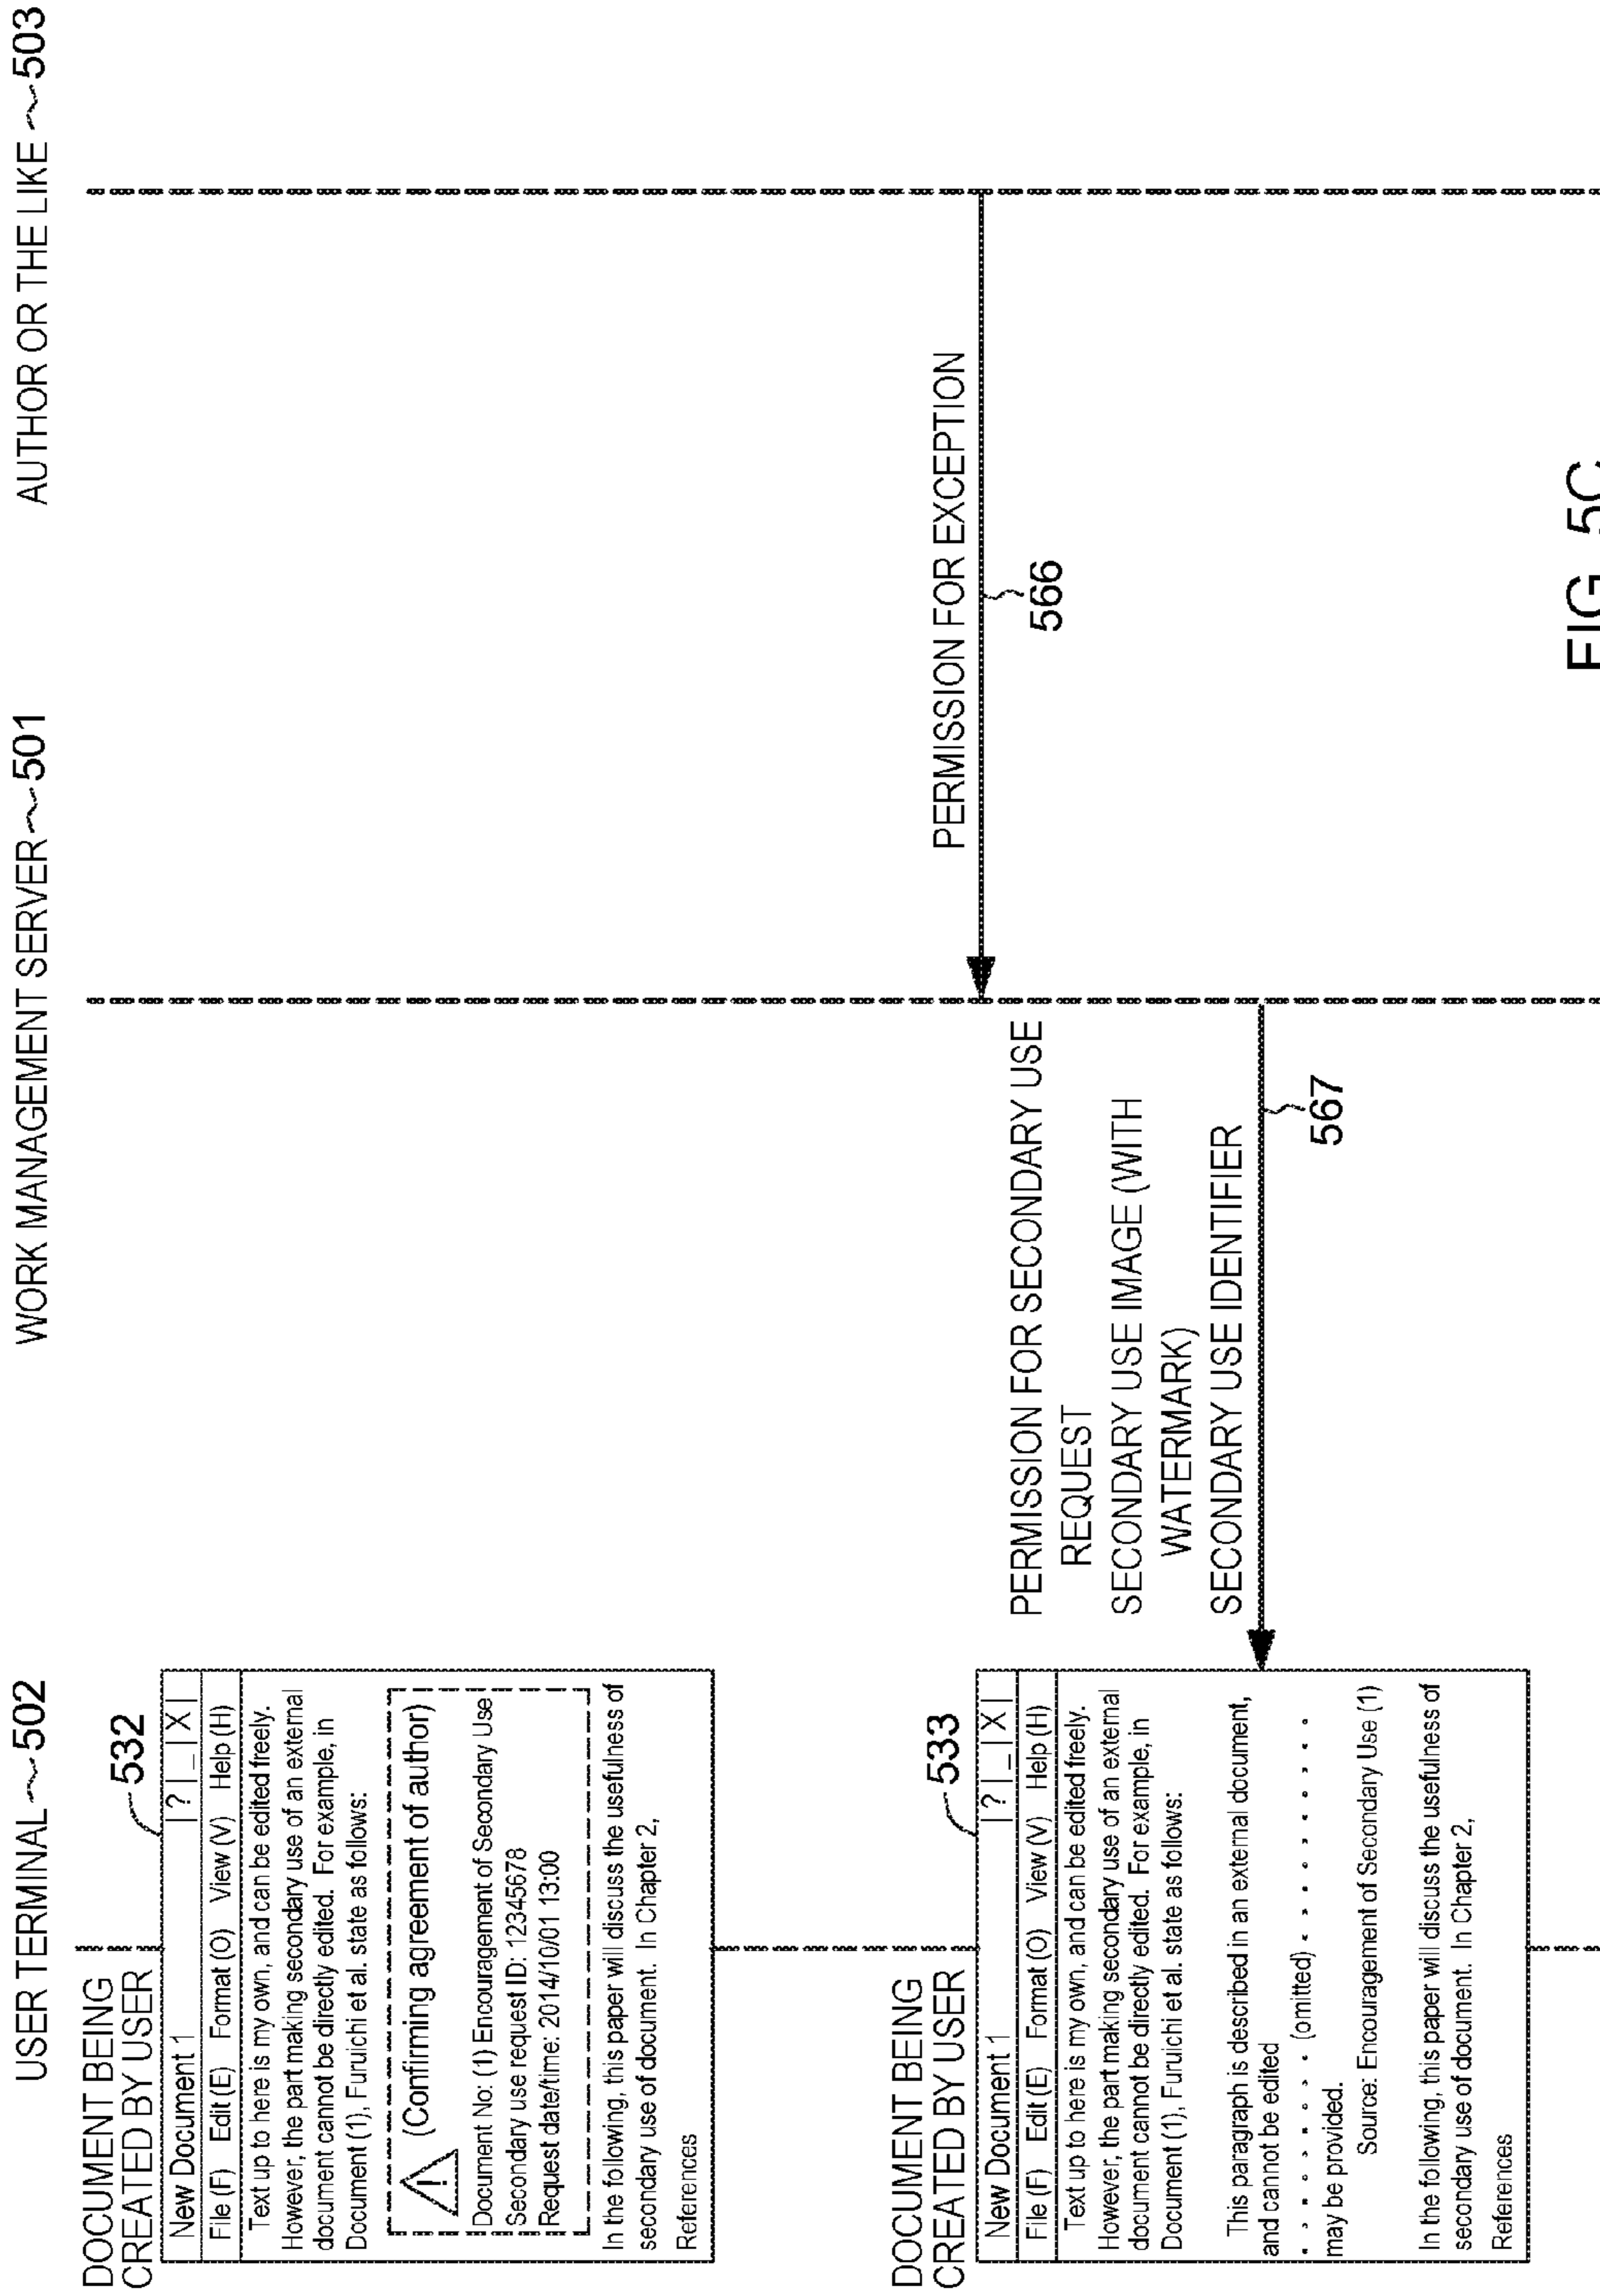 USER TERMINAL 502
WORK MANAGEMENT SERVER 501
AUTHOR OR THE LIKE 503
DOCUMENT BEING
CREATED BY USER
532
New Document 1 | ? | _ | X |
File (F) Edit (E) Format (O) View (V) Help (H)
Text up to here is my own, and can be edited freely.
However, the part making secondary use of an external
document cannot be directly edited. For example, in
Document (1), Furuichi et al. state as follows:
! (Confirming agreement of author)
Document No: (1) Encouragement of Secondary Use
Secondary use request ID: 12345678
Request date/time: 2014/10/01 13:00
In the following, this paper will discuss the usefulness of
secondary use of document. In Chapter 2,
References
PERMISSION FOR EXCEPTION
566
DOCUMENT BEING
CREATED BY USER
533
New Document 1 | ? | _ | X |
File (F) Edit (E) Format (O) View (V) Help (H)
Text up to here is my own, and can be edited freely.
However, the part making secondary use of an external
document cannot be directly edited. For example, in
Document (1), Furuichi et al. state as follows:
This paragraph is described in an external document,
and cannot be edited
. . . . . . . (omitted) . . . . . . . . . . .
may be provided.
Source: Encouragement of Secondary Use (1)
In the following, this paper will discuss the usefulness of
secondary use of document. In Chapter 2,
References
PERMISSION FOR SECONDARY USE
REQUEST
SECONDARY USE IMAGE (WITH
WATERMARK)
SECONDARY USE IDENTIFIER
567
FIG. 5C